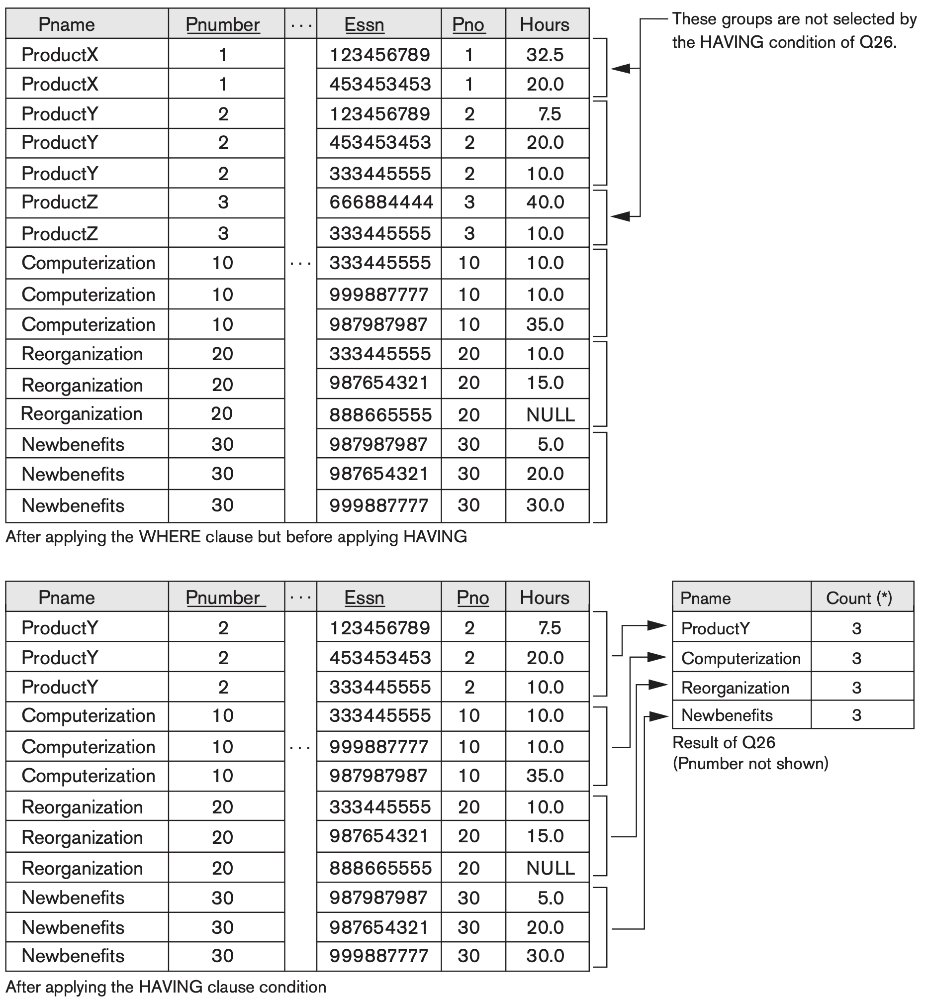 Pname Pnumber ... Essn Pno Hours
ProductX 1 123456789 1 32.5
ProductX 1 453453453 1 20.0
ProductY 2 123456789 2 7.5
ProductY 2 453453453 2 20.0
ProductY 2 333445555 2 10.0
ProductZ 3 666884444 3 40.0
ProductZ 3 333445555 3 10.0
Computerization 10 ... 333445555 10 10.0
Computerization 10 999887777 10 10.0
Computerization 10 987987987 10 35.0
Reorganization 20 333445555 20 10.0
Reorganization 20 987654321 20 15.0
Reorganization 20 888665555 20 NULL
Newbenefits 30 987987987 30 5.0
Newbenefits 30 987654321 30 20.0
Newbenefits 30 999887777 30 30.0
After applying the WHERE clause but before applying HAVING
These groups are not selected by
the HAVING condition of Q26.
Pname Pnumber ... Essn Pno Hours
ProductY 2 123456789 2 7.5
ProductY 2 453453453 2 20.0
ProductY 2 333445555 2 10.0
Computerization 10 333445555 10 10.0
Computerization 10 ... 999887777 10 10.0
Computerization 10 987987987 10 35.0
Reorganization 20 333445555 20 10.0
Reorganization 20 987654321 20 15.0
Reorganization 20 888665555 20 NULL
Newbenefits 30 987987987 30 5.0
Newbenefits 30 987654321 30 20.0
Newbenefits 30 999887777 30 30.0
After applying the HAVING clause condition
Pname Count (*)
ProductY 3
Computerization 3
Reorganization 3
Newbenefits 3
Result of Q26
(Pnumber not shown)